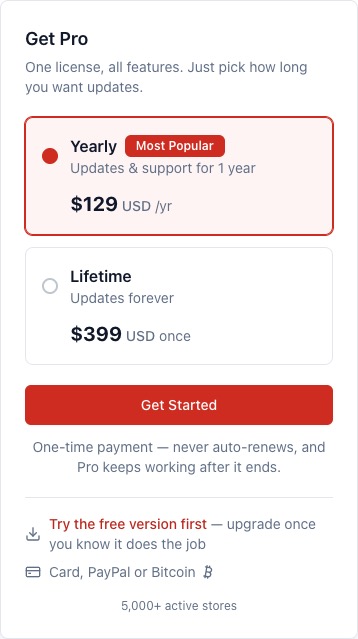 Get Pro
One license, all features. Just pick how long
you want updates.
Yearly Most Popular
Updates & support for 1 year
$129 USD /yr
Lifetime
Updates forever
$399 USD once
Get Started
One-time payment — never auto-renews, and
Pro keeps working after it ends.
Try the free version first — upgrade once
you know it does the job
Card, PayPal or Bitcoin ₿
5,000+ active stores